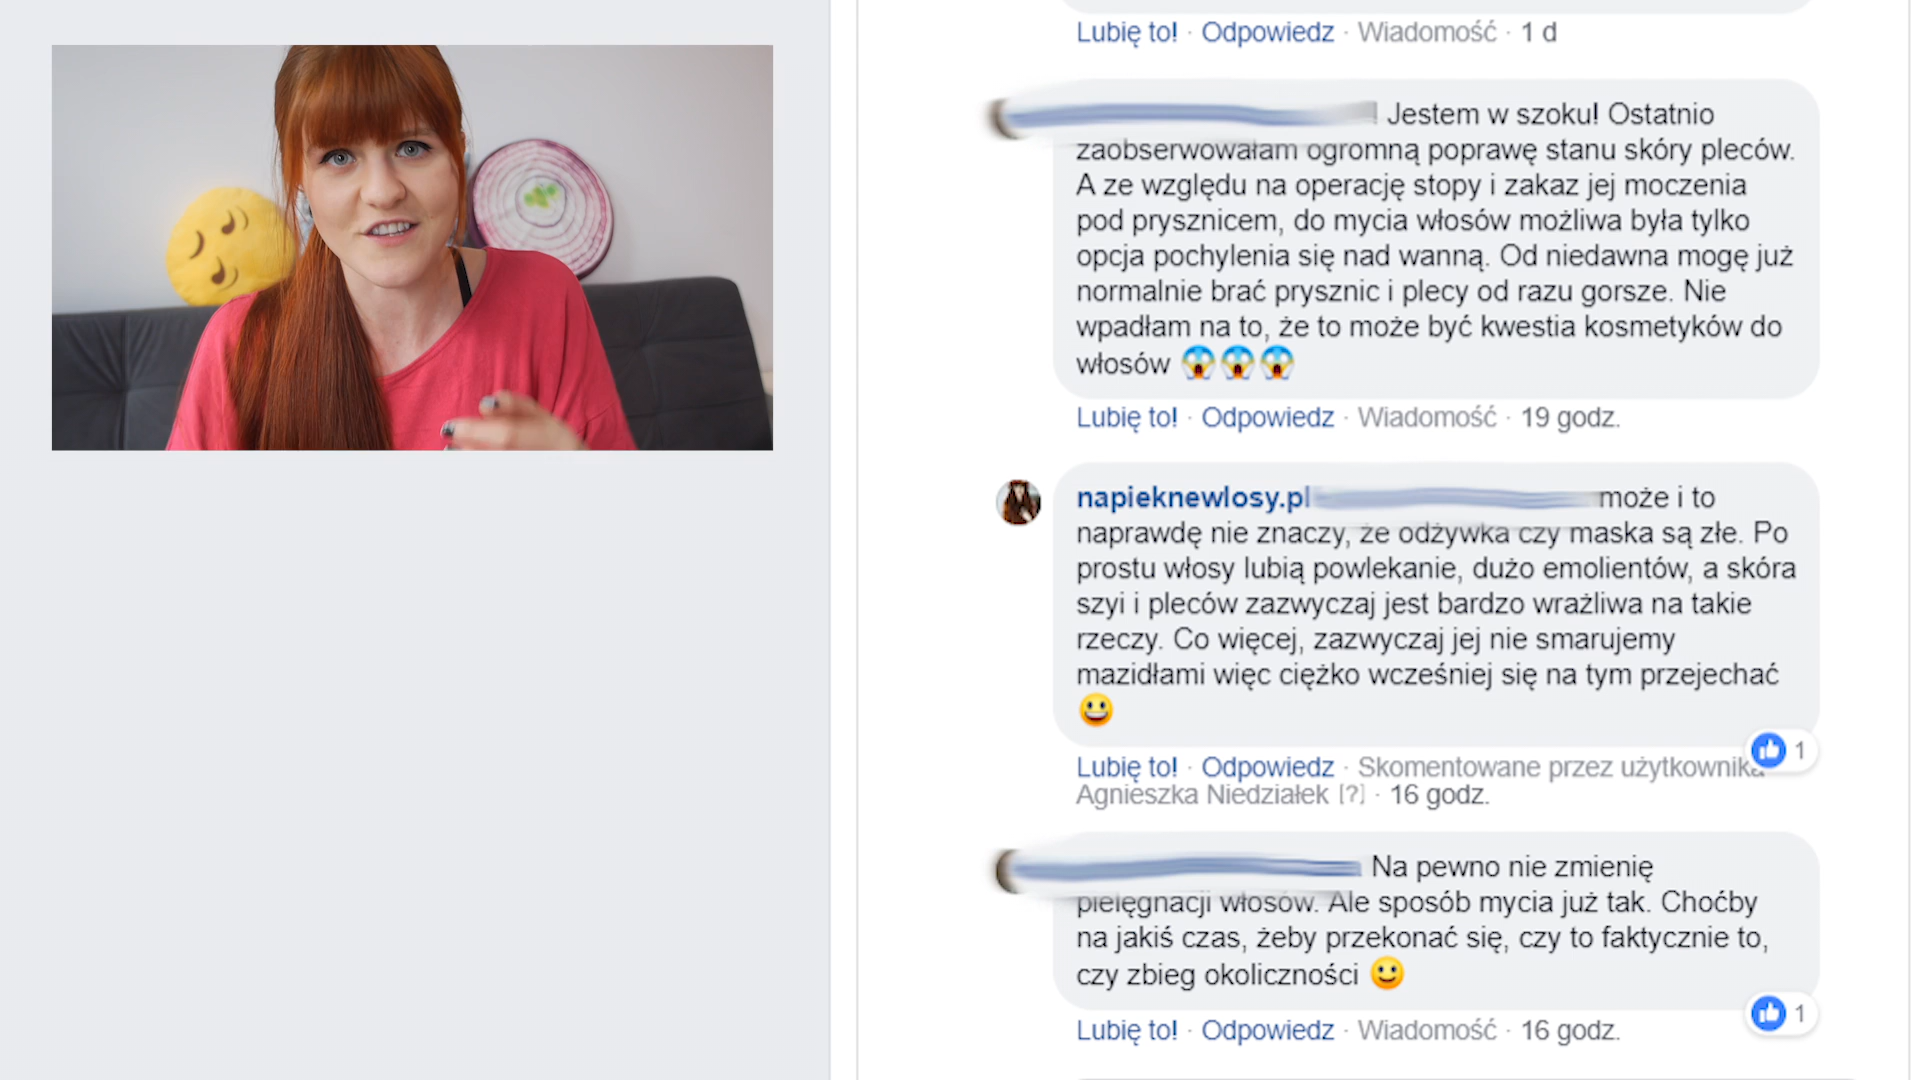 Lubię to! · Odpowiedz · Wiadomość · 1 d
Jestem w szoku! Ostatnio
zaobserwowałam ogromną poprawę stanu skóry pleców.
A ze względu na operację stopy i zakaz jej moczenia
pod prysznicem, do mycia włosów możliwa była tylko
opcja pochylenia się nad wanną. Od niedawna mogę już
normalnie brać prysznic i plecy od razu gorsze. Nie
wpadłam na to, że to może być kwestia kosmetyków do
włosów 😱😱😱
Lubię to! · Odpowiedz · Wiadomość · 19 godz.
napieknewlosy.pl może i to
naprawdę nie znaczy, że odżywka czy maska są złe. Po
prostu włosy lubią powlekanie, dużo emolientów, a skóra
szyi i pleców zazwyczaj jest bardzo wrażliwa na takie
rzeczy. Co więcej, zazwyczaj jej nie smarujemy
mazidłami więc ciężko wcześniej się na tym przejechać
😀
1
Lubię to! · Odpowiedz · Skomentowane przez użytkownika
Agnieszka Niedziałek [?] · 16 godz.
Na pewno nie zmienię
pielęgnacji włosów. Ale sposób mycia już tak. Choćby
na jakiś czas, żeby przekonać się, czy to faktycznie to,
czy zbieg okoliczności 🙂
1
Lubię to! · Odpowiedz · Wiadomość · 16 godz.